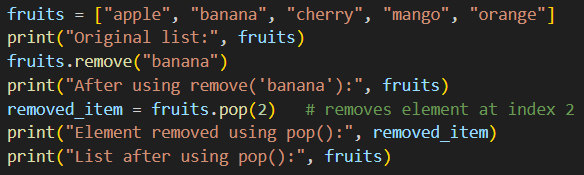 fruits = ["apple", "banana", "cherry", "mango", "orange"]
print("Original list:", fruits)
fruits.remove("banana")
print("After using remove('banana'):", fruits)
removed_item = fruits.pop(2)   # removes element at index 2
print("Element removed using pop():", removed_item)
print("List after using pop():", fruits)